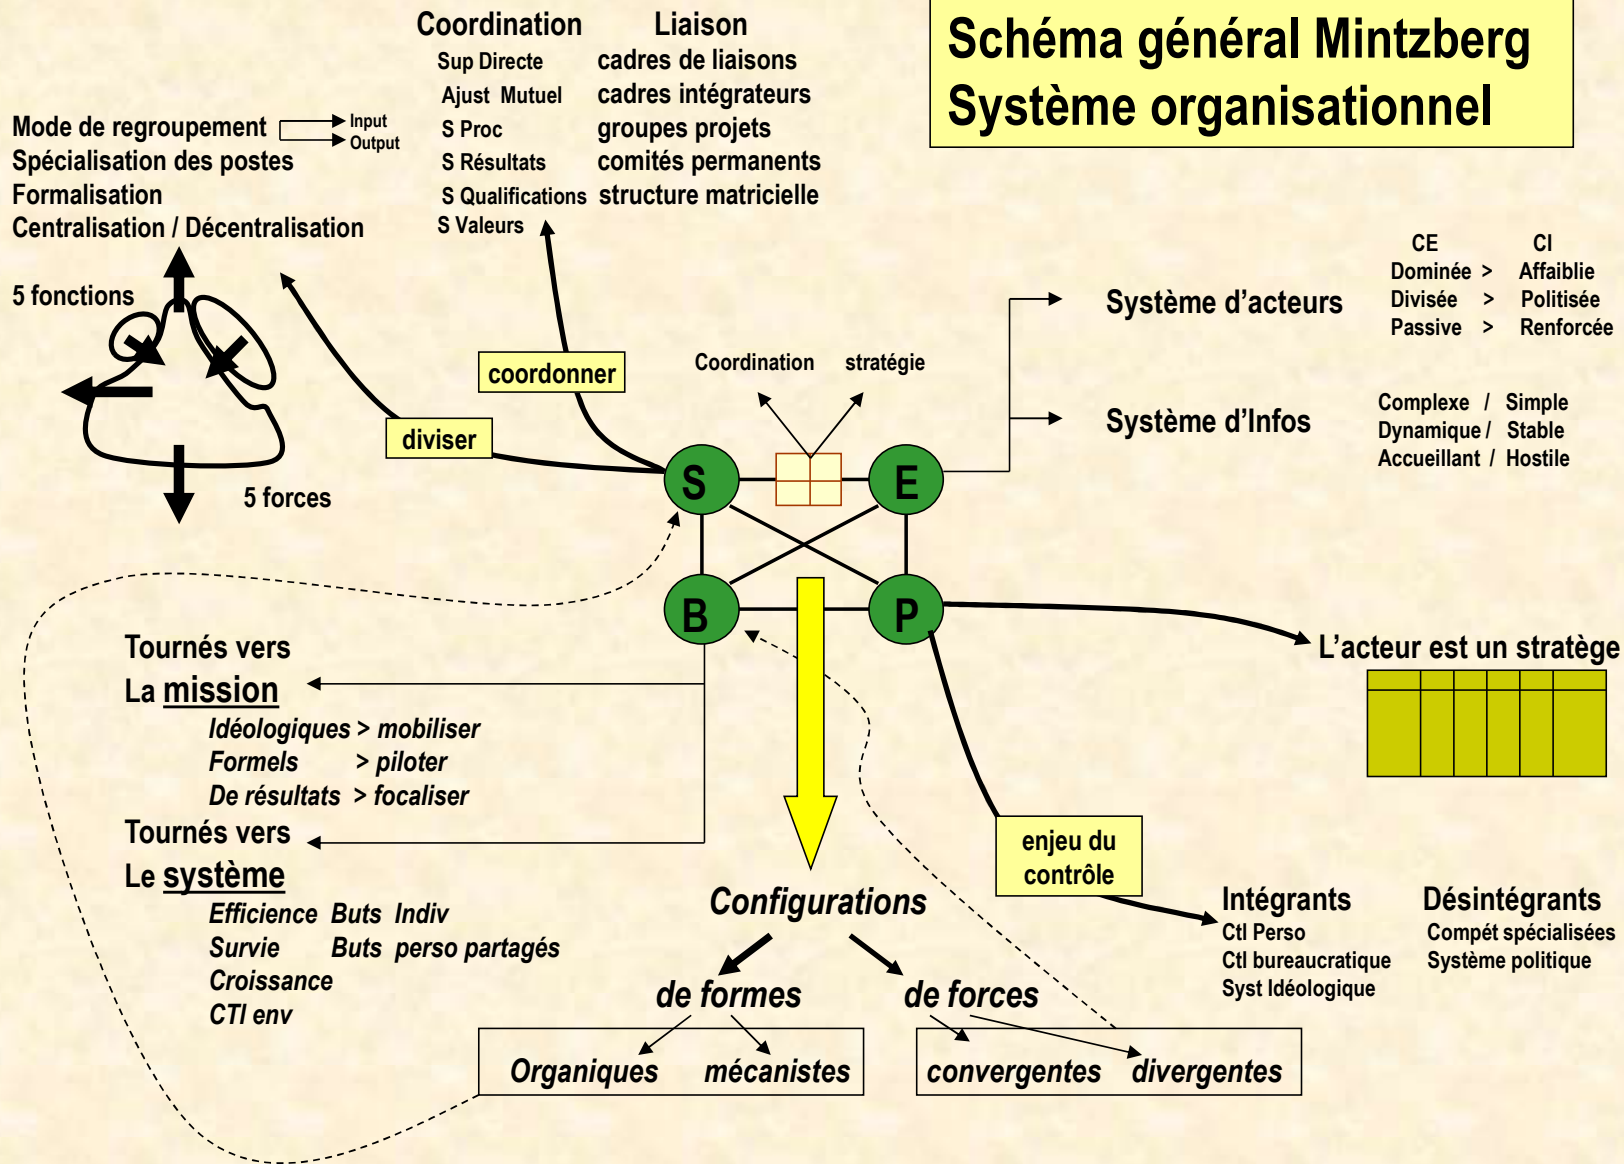 Schéma général Mintzberg
Système organisationnel
Coordination Liaison
Sup Directe cadres de liaisons
Ajust Mutuel cadres intégrateurs
S Proc groupes projets
S Résultats comités permanents
S Qualifications structure matricielle
S Valeurs
Mode de regroupement Input
Output
Spécialisation des postes
Formalisation
Centralisation / Décentralisation
5 fonctions
5 forces
coordonner
diviser
Coordination stratégie
S E
B P
Système d’acteurs
CE CI
Dominée > Affaiblie
Divisée > Politisée
Passive > Renforcée
Système d’Infos
Complexe / Simple
Dynamique / Stable
Accueillant / Hostile
L’acteur est un stratège
Tournés vers
La mission
Idéologiques > mobiliser
Formels > piloter
De résultats > focaliser
Tournés vers
Le système
Efficience Buts Indiv
Survie Buts perso partagés
Croissance
CTI env
enjeu du
contrôle
Intégrants Désintégrants
Ctl Perso Compét spécialisées
Ctl bureaucratique Système politique
Syst Idéologique
Configurations
de formes de forces
Organiques mécanistes convergentes divergentes